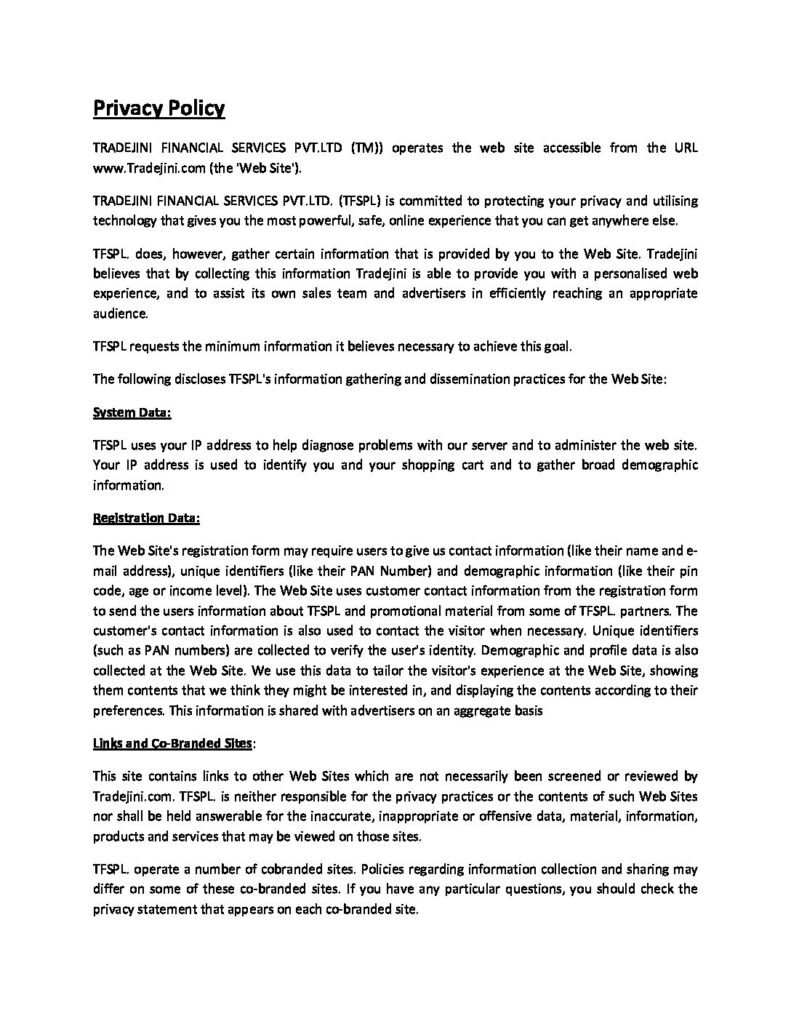 Privacy Policy
TRADEJINI FINANCIAL SERVICES PVT.LTD (TM)) operates the web site accessible from the URL
www.Tradejini.com (the 'Web Site').
TRADEJINI FINANCIAL SERVICES PVT.LTD. (TFSPL) is committed to protecting your privacy and utilising
technology that gives you the most powerful, safe, online experience that you can get anywhere else.
TFSPL. does, however, gather certain information that is provided by you to the Web Site. Tradejini
believes that by collecting this information Tradejini is able to provide you with a personalised web
experience, and to assist its own sales team and advertisers in efficiently reaching an appropriate
audience.
TFSPL requests the minimum information it believes necessary to achieve this goal.
The following discloses TFSPL's information gathering and dissemination practices for the Web Site:
System Data:
TFSPL uses your IP address to help diagnose problems with our server and to administer the web site.
Your IP address is used to identify you and your shopping cart and to gather broad demographic
information.
Registration Data:
The Web Site's registration form may require users to give us contact information (like their name and e-
mail address), unique identifiers (like their PAN Number) and demographic information (like their pin
code, age or income level). The Web Site uses customer contact information from the registration form
to send the users information about TFSPL and promotional material from some of TFSPL. partners. The
customer's contact information is also used to contact the visitor when necessary. Unique identifiers
(such as PAN numbers) are collected to verify the user's identity. Demographic and profile data is also
collected at the Web Site. We use this data to tailor the visitor's experience at the Web Site, showing
them contents that we think they might be interested in, and displaying the contents according to their
preferences. This information is shared with advertisers on an aggregate basis
Links and Co-Branded Sites:
This site contains links to other Web Sites which are not necessarily been screened or reviewed by
Tradejini.com. TFSPL. is neither responsible for the privacy practices or the contents of such Web Sites
nor shall be held answerable for the inaccurate, inappropriate or offensive data, material, information,
products and services that may be viewed on those sites.
TFSPL. operate a number of cobranded sites. Policies regarding information collection and sharing may
differ on some of these co-branded sites. If you have any particular questions, you should check the
privacy statement that appears on each co-branded site.